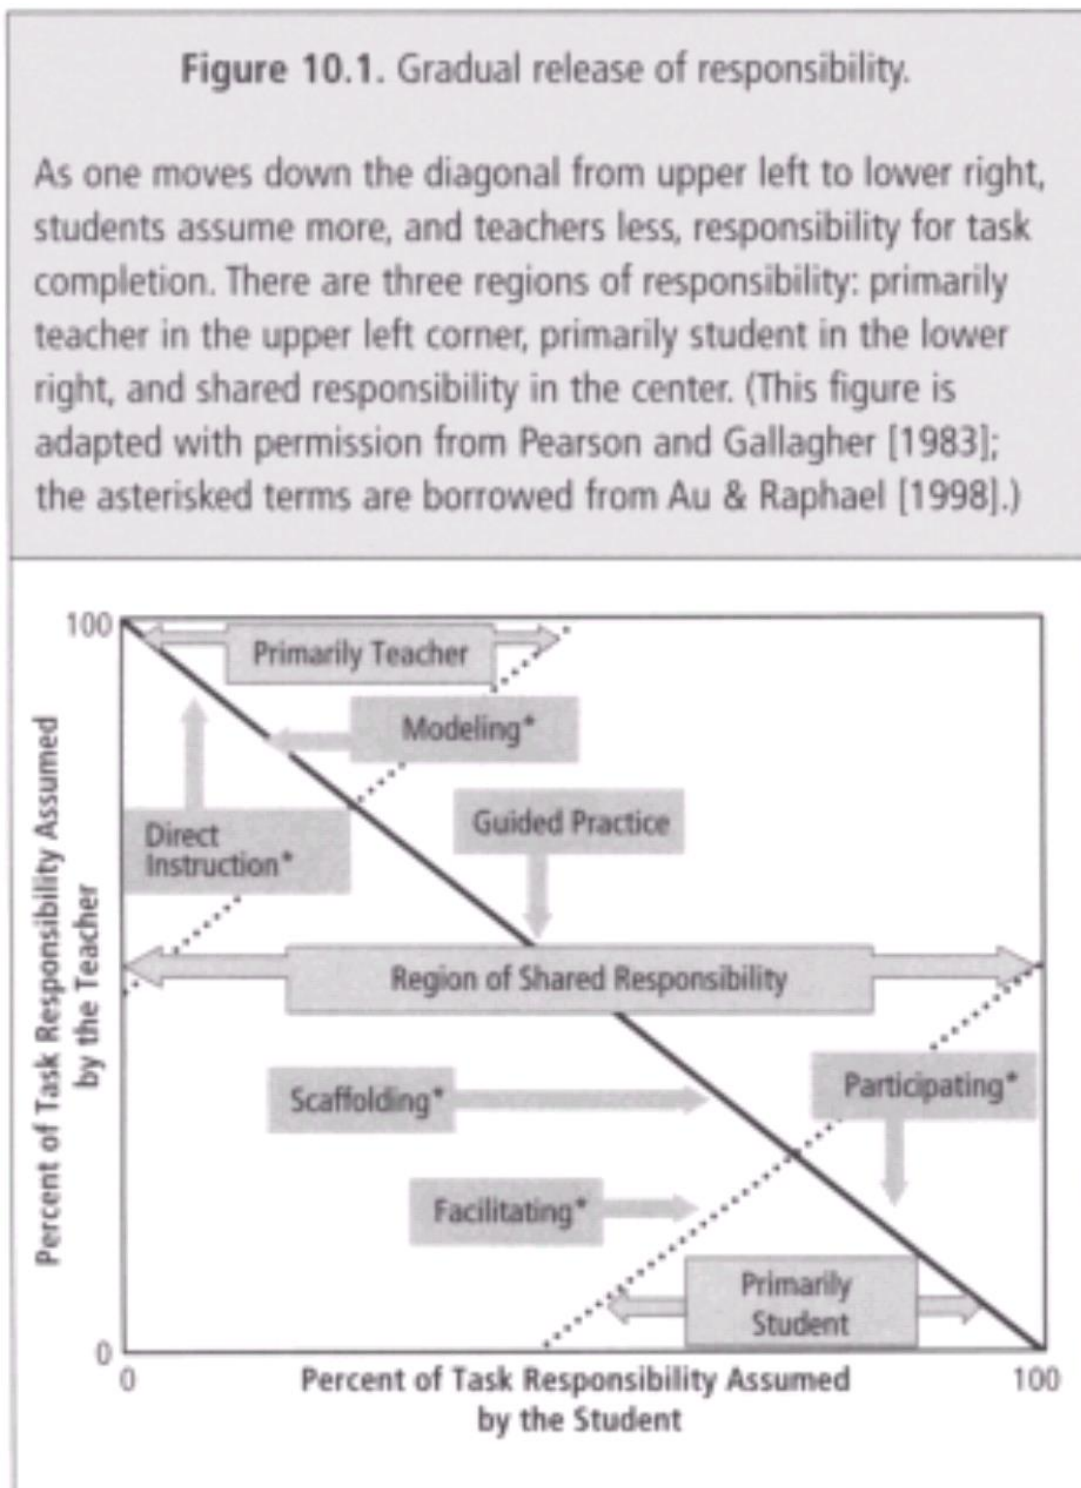 Figure 10.1. Gradual release of responsibility.
As one moves down the diagonal from upper left to lower right,
students assume more, and teachers less, responsibility for task
completion. There are three regions of responsibility: primarily
teacher in the upper left corner, primarily student in the lower
right, and shared responsibility in the center. (This figure is
adapted with permission from Pearson and Gallagher [1983];
the asterisked terms are borrowed from Au & Raphael [1998].)
100
Primarily Teacher
Modeling*
Guided Practice
Direct
Instruction*
Region of Shared Responsibility
Scaffolding*
Participating*
Facilitating*
Primarily
Student
Percent of Task Responsibility Assumed
by the Teacher
0
0
100
Percent of Task Responsibility Assumed
by the Student